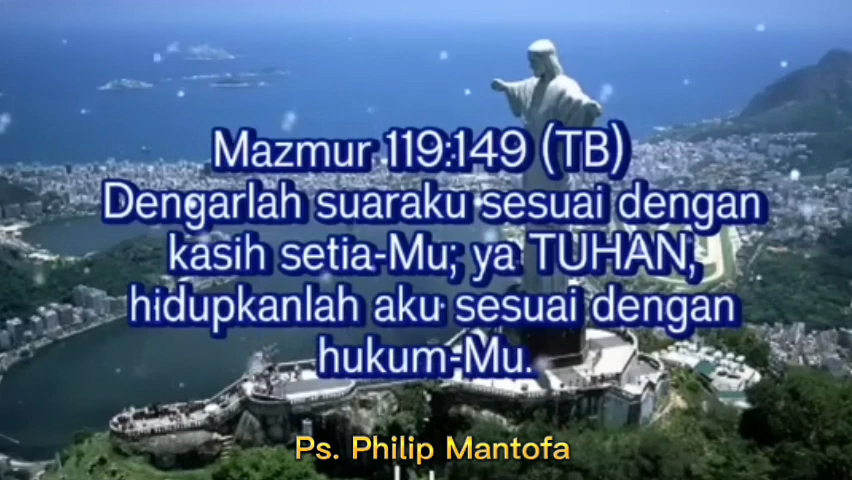 Mazmur 119:149 (TB)
Dengarlah suaraku sesuai dengan
kasih setia-Mu; ya TUHAN,
hidupkanlah aku sesuai dengan
hukum-Mu.
Ps. Philip Mantofa